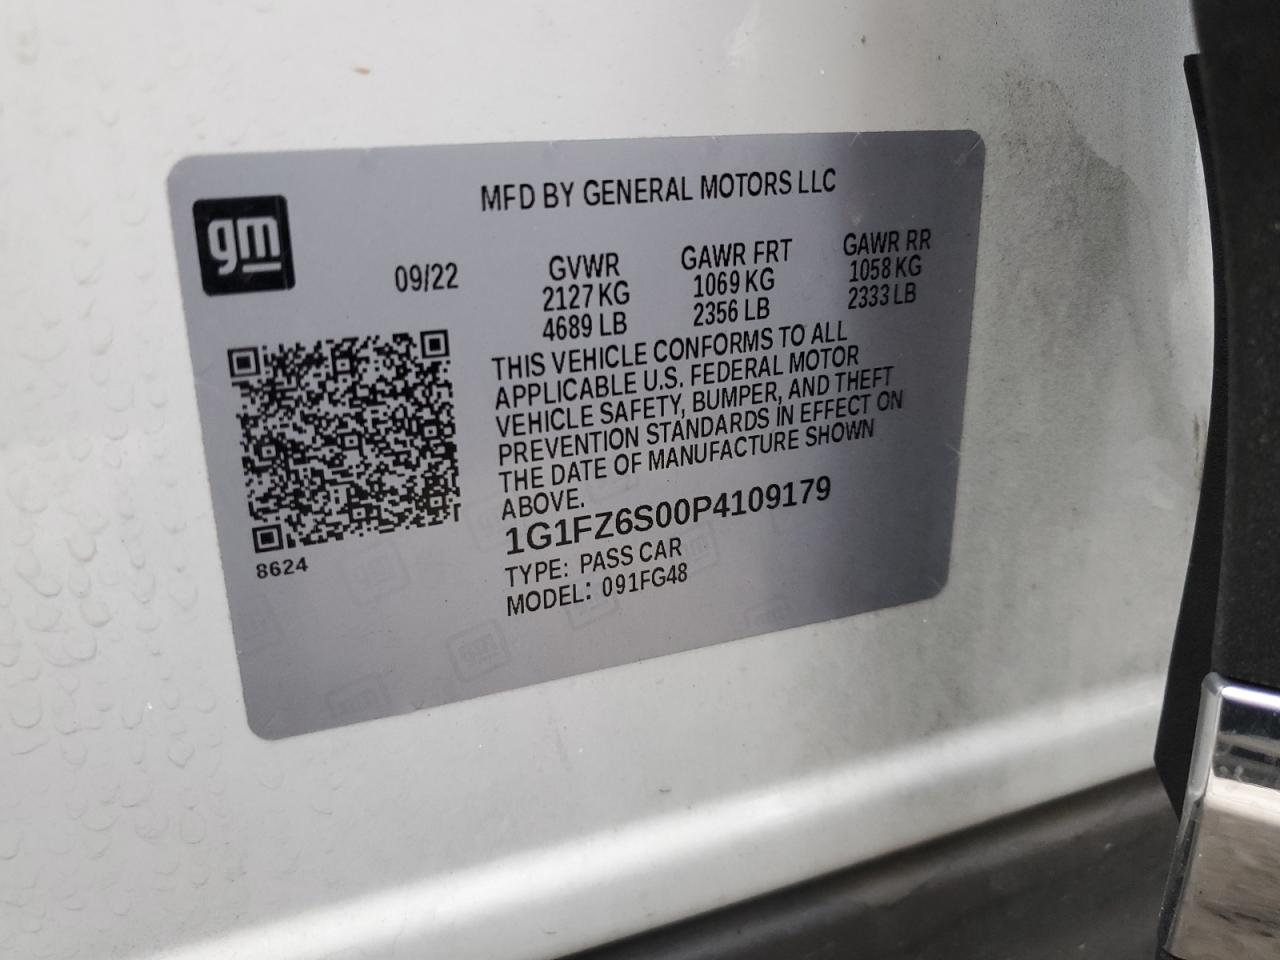 gm
MFD BY GENERAL MOTORS LLC
09/22
GVWR
2127 KG
4689 LB
GAWR FRT
1069 KG
2356 LB
GAWR RR
1058 KG
2333 LB
THIS VEHICLE CONFORMS TO ALL
APPLICABLE U.S. FEDERAL MOTOR
VEHICLE SAFETY, BUMPER, AND THEFT
PREVENTION STANDARDS IN EFFECT ON
THE DATE OF MANUFACTURE SHOWN
ABOVE.
1G1FZ6S00P4109179
TYPE: PASS CAR
MODEL: 091FG48
8624